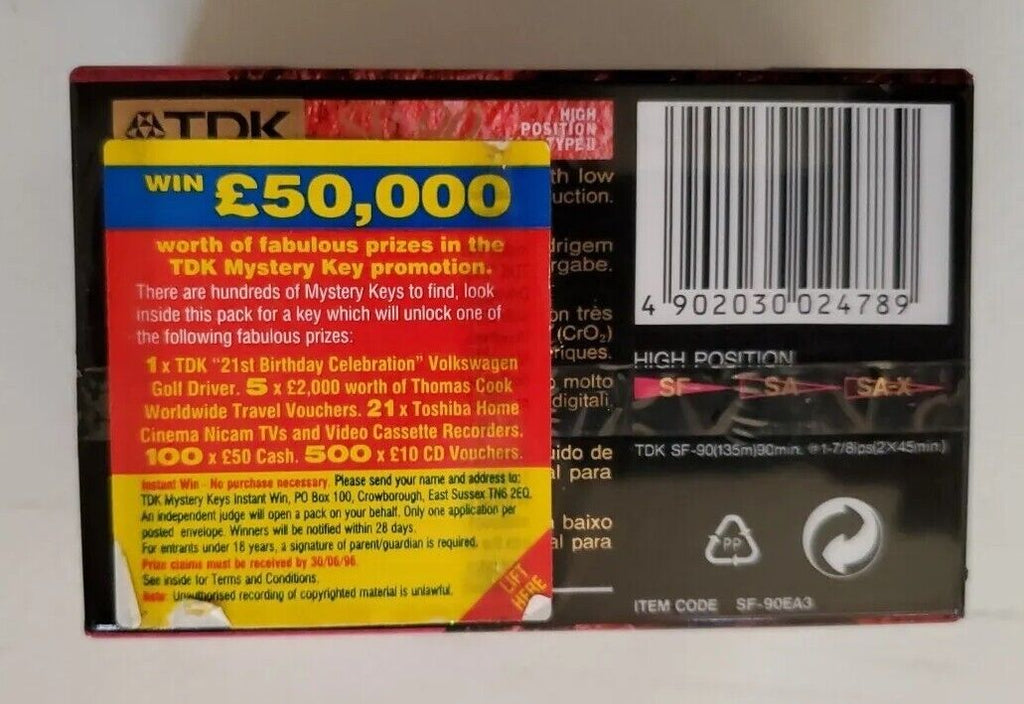 TDK
HIGH
POSITION
TYPE II
WIN £50,000
worth of fabulous prizes in the
TDK Mystery Key promotion.
There are hundreds of Mystery Keys to find, look
inside this pack for a key which will unlock one of
the following fabulous prizes:
1 x TDK "21st Birthday Celebration" Volkswagen
Golf Driver. 5 x £2,000 worth of Thomas Cook
Worldwide Travel Vouchers. 21 x Toshiba Home
Cinema Nicam TVs and Video Cassette Recorders.
100 x £50 Cash. 500 x £10 CD Vouchers.
Instant Win - No purchase necessary. Please send your name and address to:
TDK Mystery Keys Instant Win, PO Box 100, Crowborough, East Sussex TN6 2EQ.
An independent judge will open a pack on your behalf. Only one application per
posted envelope. Winners will be notified within 28 days.
For entrants under 18 years, a signature of parent/guardian is required.
Prize claims must be received by 30/06/96.
See inside for Terms and Conditions.
Note: Unauthorised recording of copyrighted material is unlawful.
LIFT
HERE
th low
uction.
drigem
rgabe.
on très
(CrO₂)
riques.
o molto
digitali.
uido de
al para
baixo
al para
4 902030 024789
HIGH POSITION
SF SA SA-X
TDK SF-90(135m)90min. @1-7/8ips(2×45min.)
PP
ITEM CODE SF-90EA3